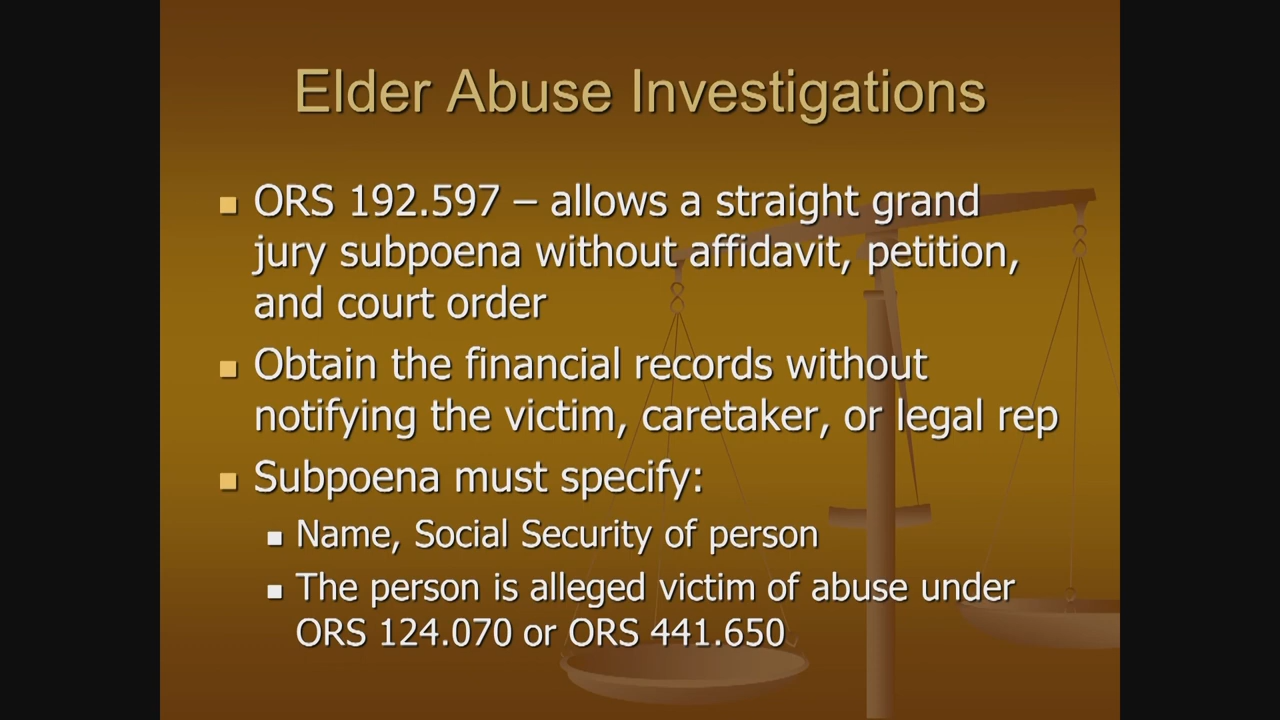 Elder Abuse Investigations
ORS 192.597 – allows a straight grand
jury subpoena without affidavit, petition,
and court order
Obtain the financial records without
notifying the victim, caretaker, or legal rep
Subpoena must specify:
Name, Social Security of person
The person is alleged victim of abuse under
ORS 124.070 or ORS 441.650